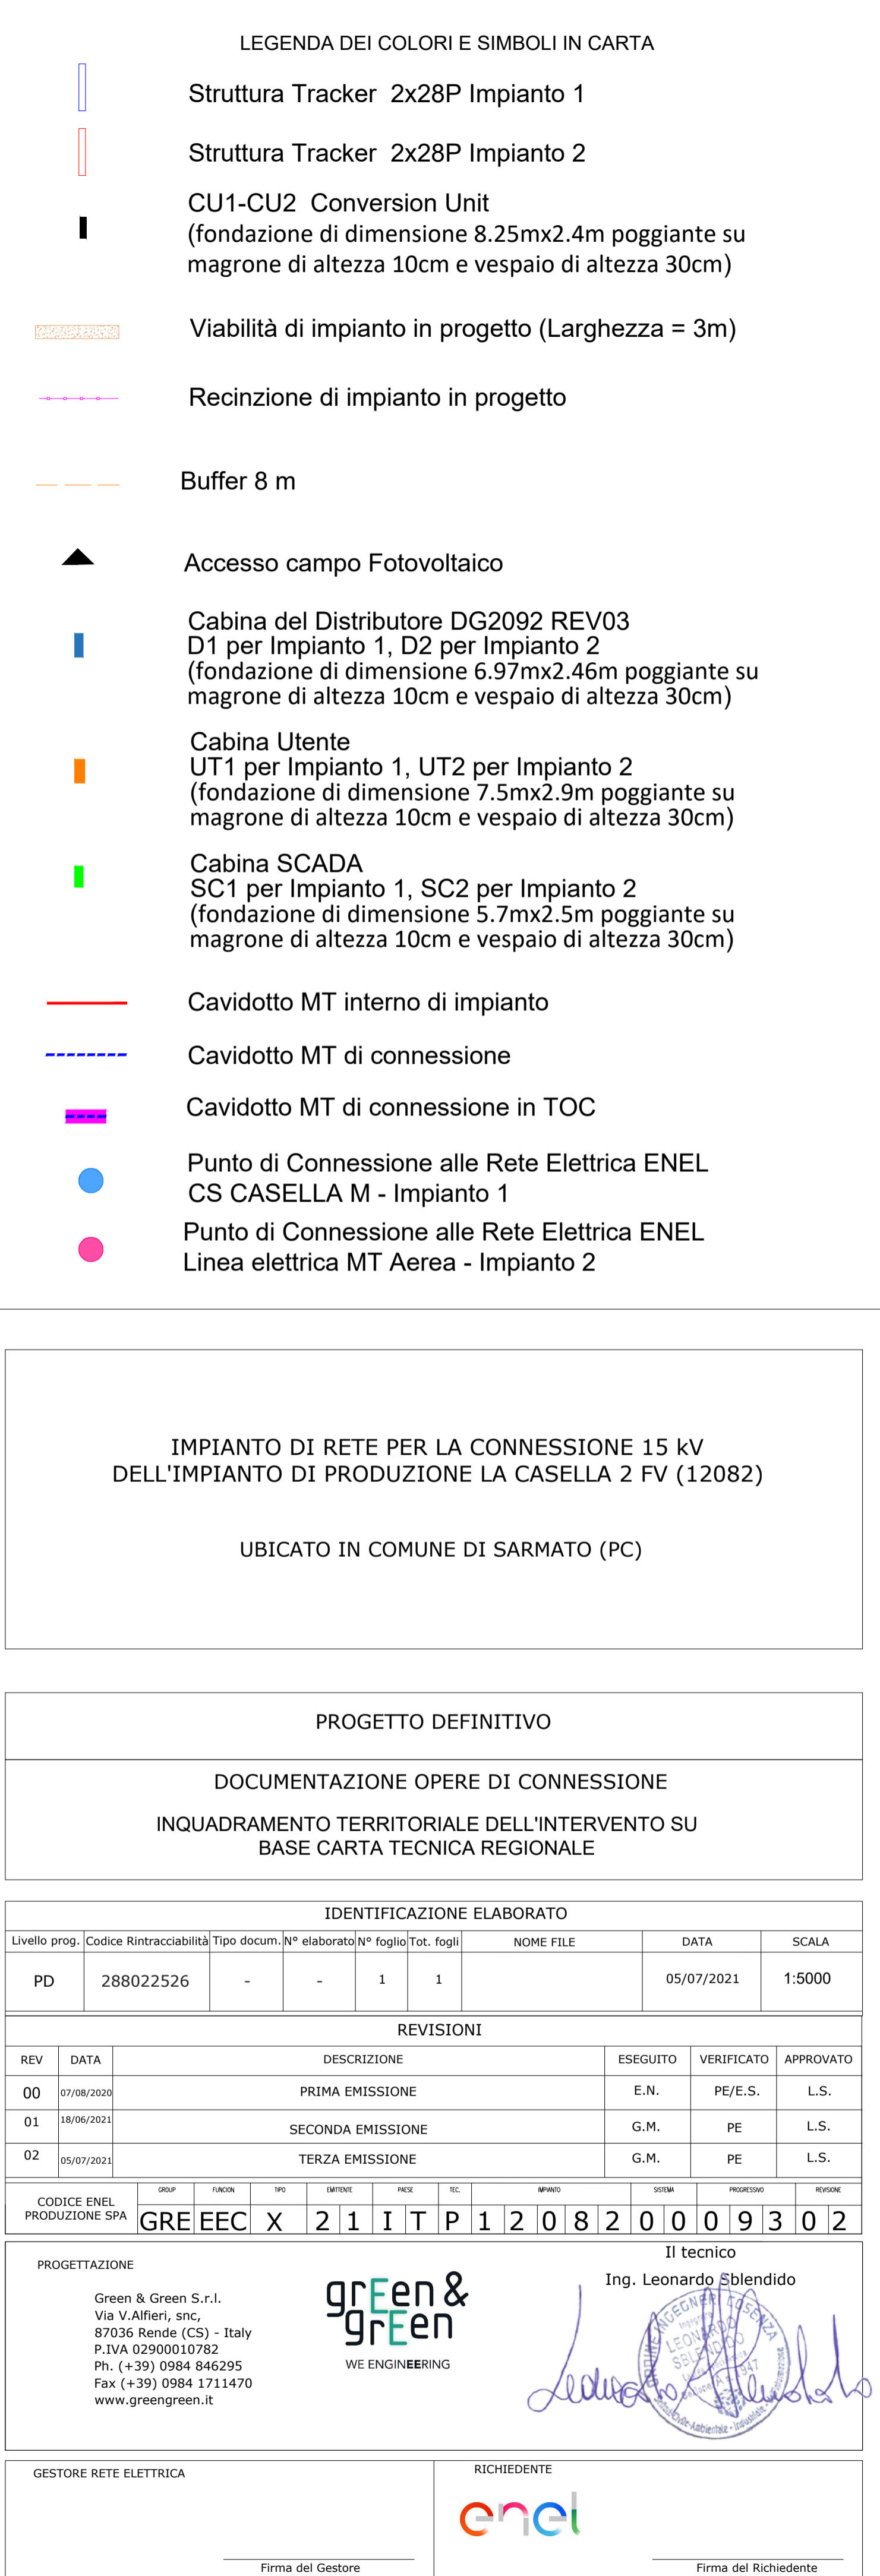 LEGENDA DEI COLORI E SIMBOLI IN CARTA
Struttura Tracker 2x28P Impianto 1
Struttura Tracker 2x28P Impianto 2
CU1-CU2 Conversion Unit
(fondazione di dimensione 8.25mx2.4m poggiante su
magrone di altezza 10cm e vespaio di altezza 30cm)
Viabilità di impianto in progetto (Larghezza = 3m)
Recinzione di impianto in progetto
Buffer 8 m
Accesso campo Fotovoltaico
Cabina del Distributore DG2092 REV03
D1 per Impianto 1, D2 per Impianto 2
(fondazione di dimensione 6.97mx2.46m poggiante su
magrone di altezza 10cm e vespaio di altezza 30cm)
Cabina Utente
UT1 per Impianto 1, UT2 per Impianto 2
(fondazione di dimensione 7.5mx2.9m poggiante su
magrone di altezza 10cm e vespaio di altezza 30cm)
Cabina SCADA
SC1 per Impianto 1, SC2 per Impianto 2
(fondazione di dimensione 5.7mx2.5m poggiante su
magrone di altezza 10cm e vespaio di altezza 30cm)
Cavidotto MT interno di impianto
Cavidotto MT di connessione
Cavidotto MT di connessione in TOC
Punto di Connessione alle Rete Elettrica ENEL
CS CASELLA M - Impianto 1
Punto di Connessione alle Rete Elettrica ENEL
Linea elettrica MT Aerea - Impianto 2
IMPIANTO DI RETE PER LA CONNESSIONE 15 kV
DELL'IMPIANTO DI PRODUZIONE LA CASELLA 2 FV (12082)
UBICATO IN COMUNE DI SARMATO (PC)
PROGETTO DEFINITIVO
DOCUMENTAZIONE OPERE DI CONNESSIONE
INQUADRAMENTO TERRITORIALE DELL'INTERVENTO SU
BASE CARTA TECNICA REGIONALE
IDENTIFICAZIONE ELABORATO
Livello prog. Codice Rintracciabilità Tipo docum. N° elaborato N° foglio Tot. fogli NOME FILE DATA SCALA
PD 288022526 - - 1 1 05/07/2021 1:5000
REVISIONI
REV DATA DESCRIZIONE ESEGUITO VERIFICATO APPROVATO
00 07/08/2020 PRIMA EMISSIONE E.N. PE/E.S. L.S.
01 18/06/2021 SECONDA EMISSIONE G.M. PE L.S.
02 05/07/2021 TERZA EMISSIONE G.M. PE L.S.
CODICE ENEL
PRODUZIONE SPA
GROUP FUNCION TIPO EMITTENTE PAESE TEC. IMPIANTO SISTEMA PROGRESSIVO REVISIONE
GRE EEC X 2 1 I T P 1 2 0 8 2 0 0 0 9 3 0 2
PROGETTAZIONE
Green & Green S.r.l.
Via V.Alfieri, snc,
87036 Rende (CS) - Italy
P.IVA 02900010782
Ph. (+39) 0984 846295
Fax (+39) 0984 1711470
www.greengreen.it
grEEn &
grEEn
WE ENGINEERING
Il tecnico
Ing. Leonardo Sblendido
GESTORE RETE ELETTRICA
Firma del Gestore
RICHIEDENTE
enel
Firma del Richiedente